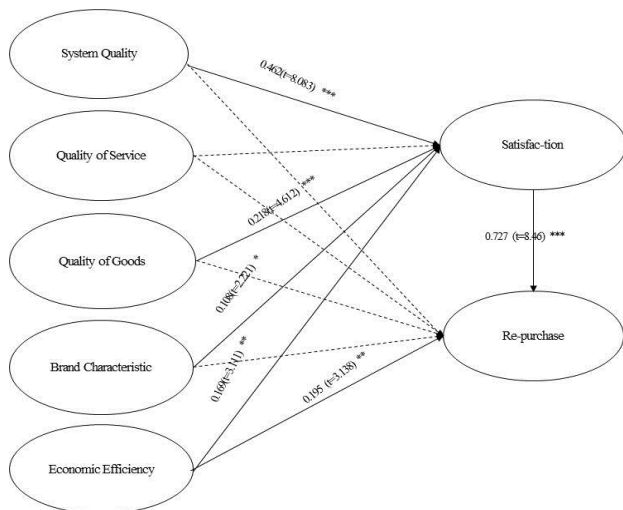 System Quality
0.462(t=8.083) ***
Quality of Service
Satisfac-tion
0.218(t=4.612) ***
0.727 (t=8.46) ***
Quality of Goods
0.108(t=2.221) *
Re-purchase
Brand Characteristic
0.169(t=3.141) **
0.195 (t=3.138) **
Economic Efficiency